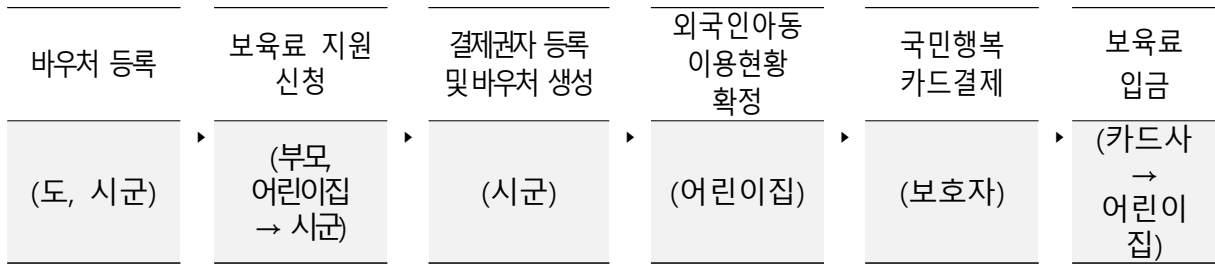 바우처 등록
(도, 시군)
▶
보육료 지원
신청
(부모,
어린이집
→ 시군)
▶
결제권자 등록
및 바우처 생성
(시군)
▶
외국인아동
이용현황
확정
(어린이집)
▶
국민행복
카드결제
(보호자)
▶
보육료
입금
(카드사
→
어린이
집)